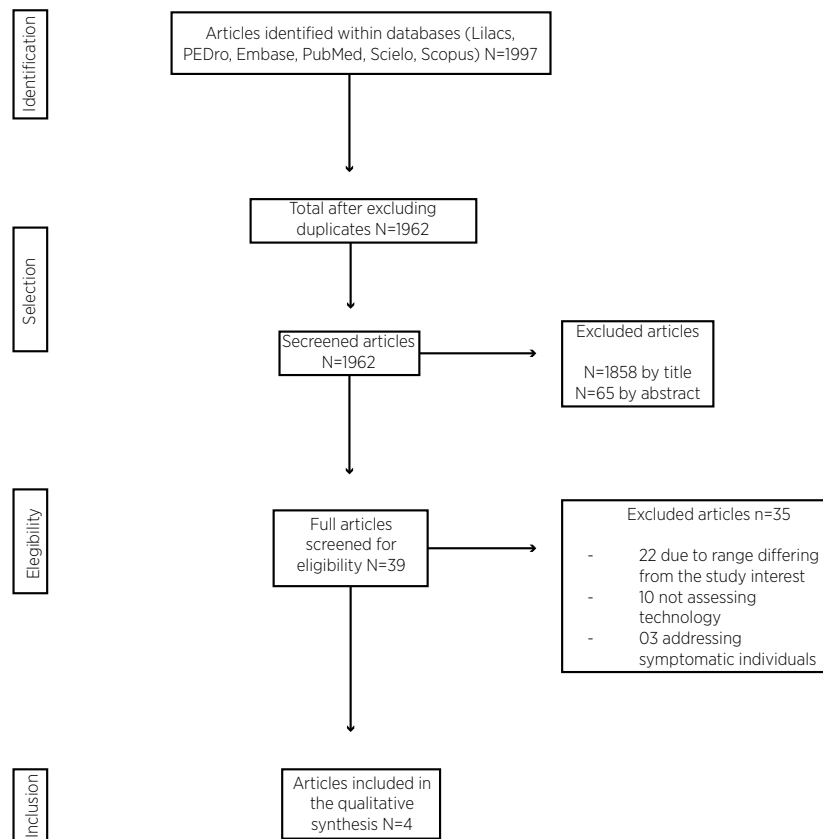 Identification
Articles identified within databases (Lilacs,
PEDro, Embase, PubMed, Scielo, Scopus) N=1997
Selection
Total after excluding
duplicates N=1962
Secreened articles
N=1962
Excluded articles
N=1858 by title
N=65 by abstract
Elegibility
Full articles
screened for
eligibility N=39
Excluded articles n=35
- 22 due to range differing
from the study interest
- 10 not assessing
technology
- 03 addressing
symptomatic individuals
Inclusion
Articles included in
the qualitative
synthesis N=4